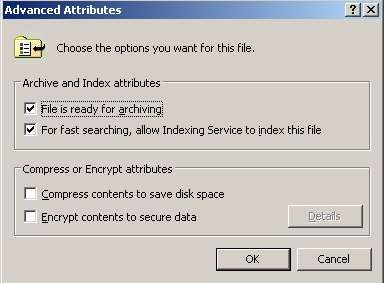 Advanced Attributes
Choose the options you want for this file.
Archive and Index attributes
File is ready for archiving
For fast searching, allow Indexing Service to index this file
Compress or Encrypt attributes
Compress contents to save disk space
Encrypt contents to secure data
Details
OK
Cancel